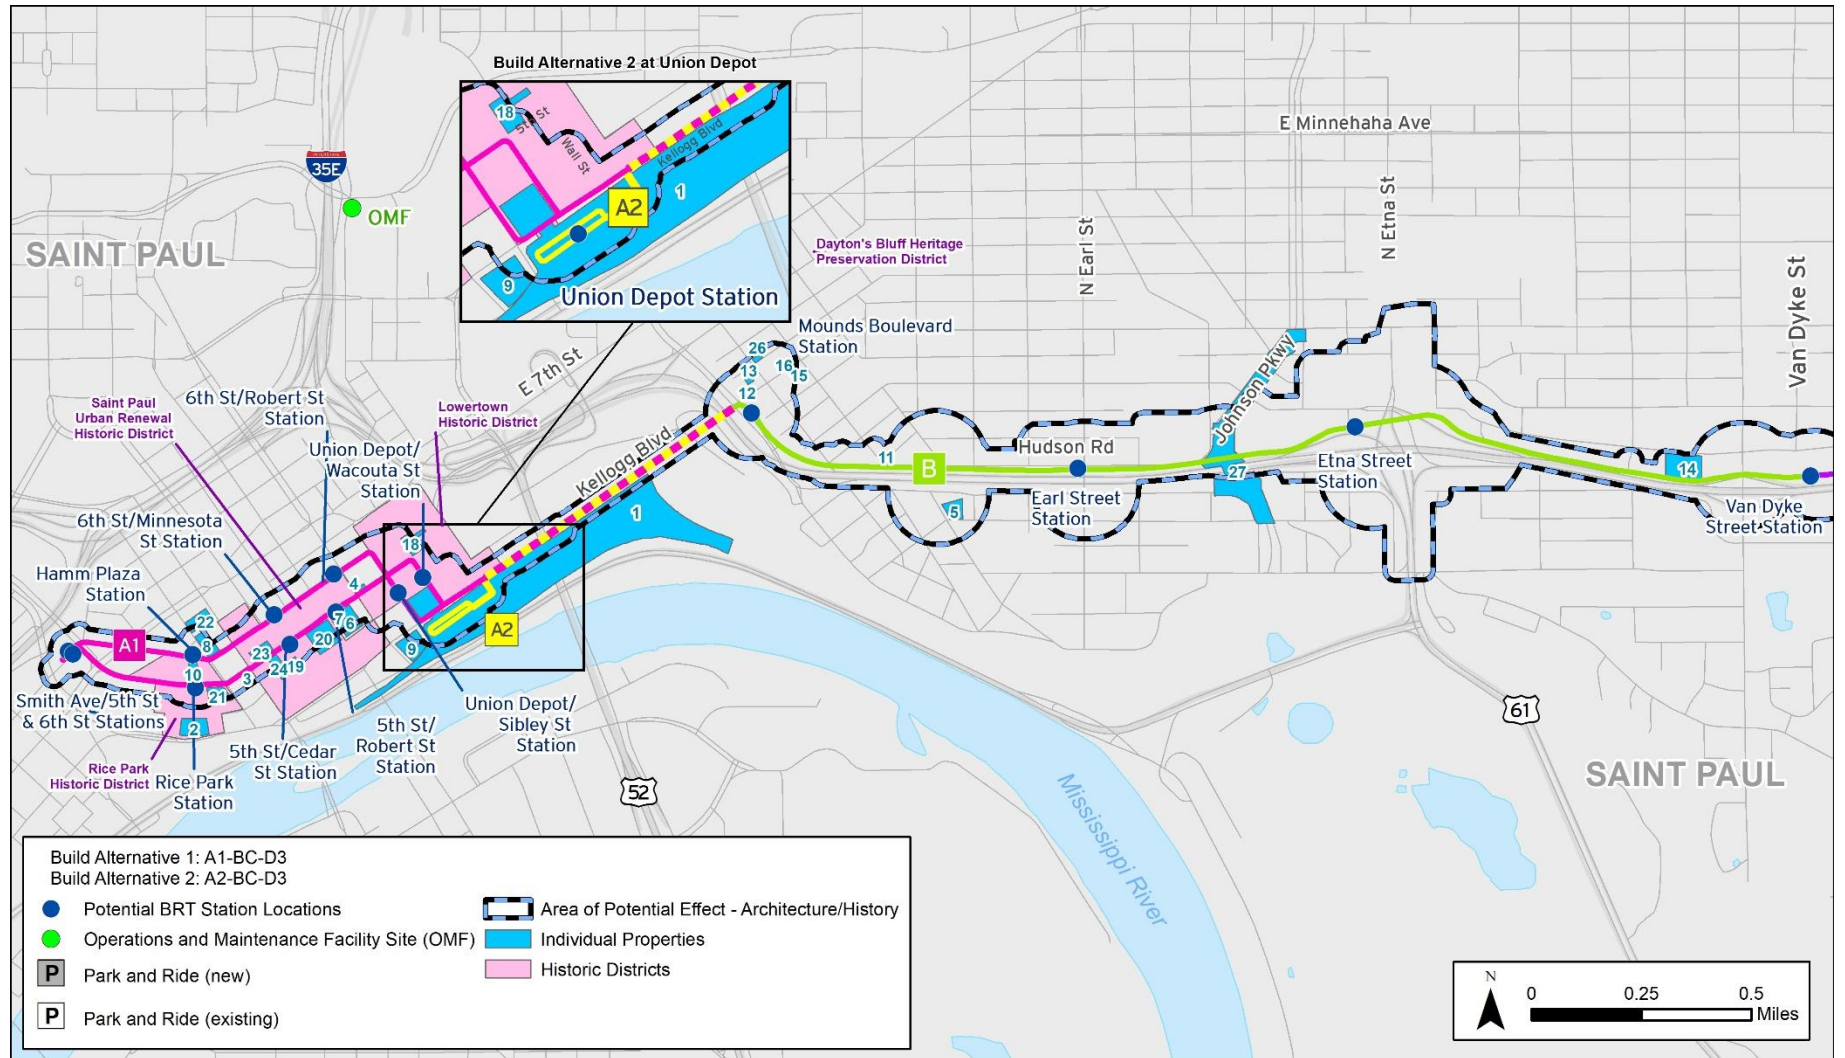 Build Alternative 2 at Union Depot
18
5th St
Wall St
Kellogg Blvd
1
A2
9
Union Depot Station
35E
OMF
SAINT PAUL
E Minnehaha Ave
N Earl St
N Etna St
Van Dyke St
Dayton's Bluff Heritage
Preservation District
Mounds Boulevard
Station
26
13
16
15
12
E 7th St
Johnson Pkwy
6th St/Robert St
Station
Saint Paul
Urban Renewal
Historic District
Lowertown
Historic District
Union Depot/
Wacouta St
Station
Kellogg Blvd
11
B
Hudson Rd
27
Etna Street
Station
14
Earl Street
Station
5
Van Dyke
Street Station
6th St/Minnesota
St Station
1
18
Hamm Plaza
Station
4
7
6
22
8
20
9
A2
A1
23
10
24
19
3
21
Smith Ave/5th St
& 6th St Stations
2
5th St/Cedar
St Station
5th St/
Robert St
Station
Union Depot/
Sibley St
Station
Rice Park
Historic District
Rice Park
Station
52
61
SAINT PAUL
Mississippi River
Build Alternative 1: A1-BC-D3
Build Alternative 2: A2-BC-D3
Potential BRT Station Locations
Operations and Maintenance Facility Site (OMF)
P
Park and Ride (new)
P
Park and Ride (existing)
Area of Potential Effect - Architecture/History
Individual Properties
Historic Districts
N
0 0.25 0.5
Miles